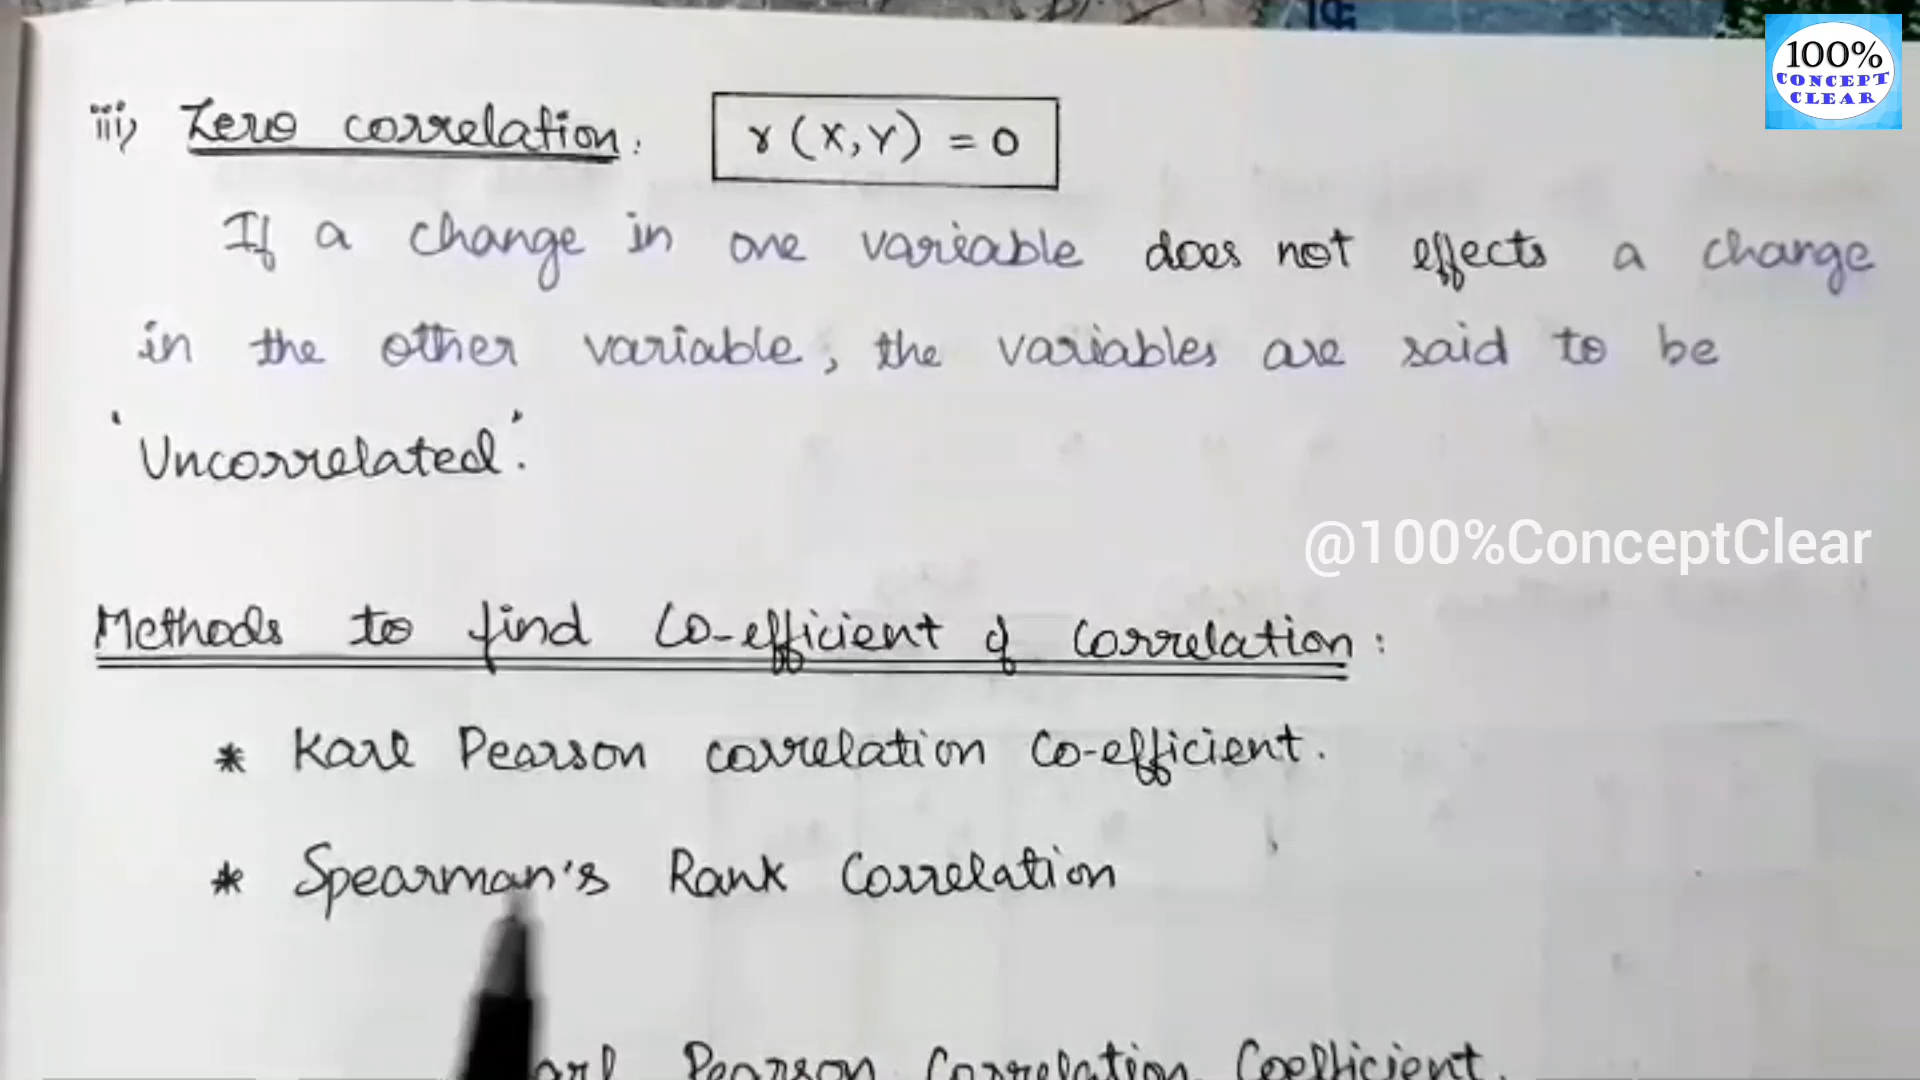 100%
CONCEPT
CLEAR
iii) Zero correlation: r(X,Y) = 0
If a change in one variable does not effects a change
in the other variable, the variables are said to be
'Uncorrelated'.
@100%ConceptClear
Methods to find Co-efficient of Correlation:
* Karl Pearson correlation Co-efficient.
* Spearman's Rank Correlation
Pearson Correlation Coefficient.